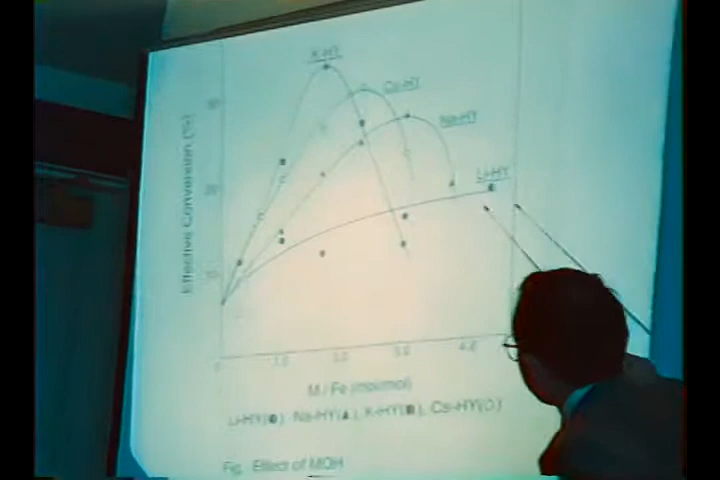 K-HY
Cs-HY
Na-HY
Li-HY
Effective Conversion (%)
30
20
10
0 1.0 2.0 3.0 4.0
M / Fe (mol/mol)
Li-HY(◐), Na-HY(▲), K-HY(■), Cs-HY(◇)
Fig. Effect of MOH